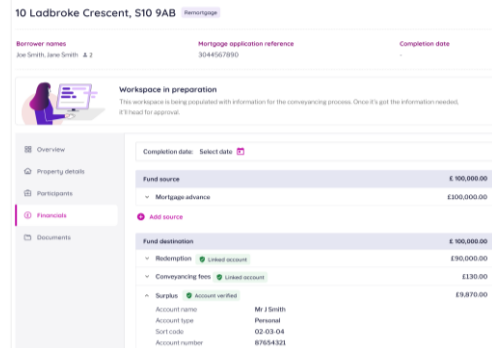 10 Ladbroke Crescent, S10 9AB Remortgage
Borrower names Mortgage application reference Completion date
Joe Smith, Jane Smith 2 3044567890 -
Workspace in preparation
This workspace is being populated with information for the conveyancing process. Once it's got the information needed,
it'll head for approval.
Overview
Property details
Participants
Financials
Documents
Completion date: Select date
Fund source £ 100,000.00
Mortgage advance £100,000.00
Add source
Fund destination £ 100,000.00
Redemption Linked account £90,000.00
Conveyancing fees Linked account £130.00
Surplus Account verified £9,870.00
Account name Mr J Smith
Account type Personal
Sort code 02-03-04
Account number 87654321